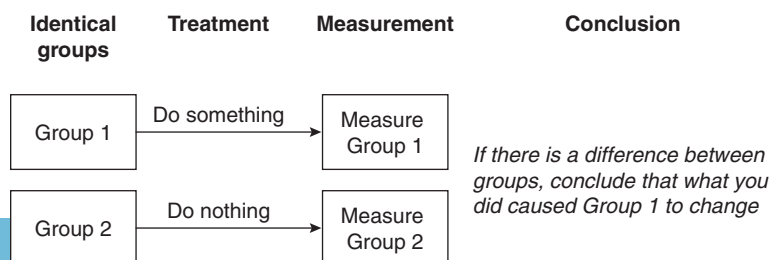 Identical
groups
Treatment
Measurement
Conclusion
Group 1
Do something
Measure
Group 1
If there is a difference between
groups, conclude that what you
did caused Group 1 to change
Group 2
Do nothing
Measure
Group 2